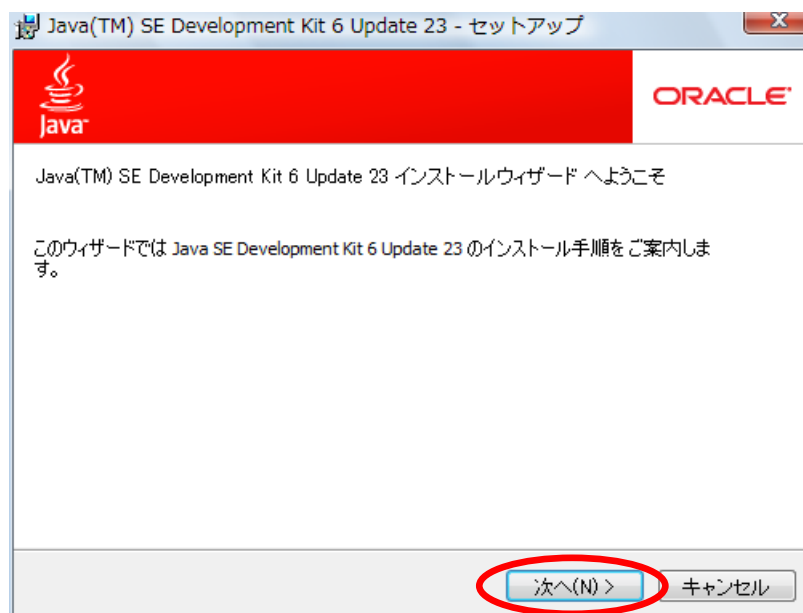 Java(TM) SE Development Kit 6 Update 23 - セットアップ
Java™
ORACLE®
Java(TM) SE Development Kit 6 Update 23 インストールウィザード へようこそ
このウィザードでは Java SE Development Kit 6 Update 23 のインストール手順をご案内しま
す。
次へ(N) >
キャンセル